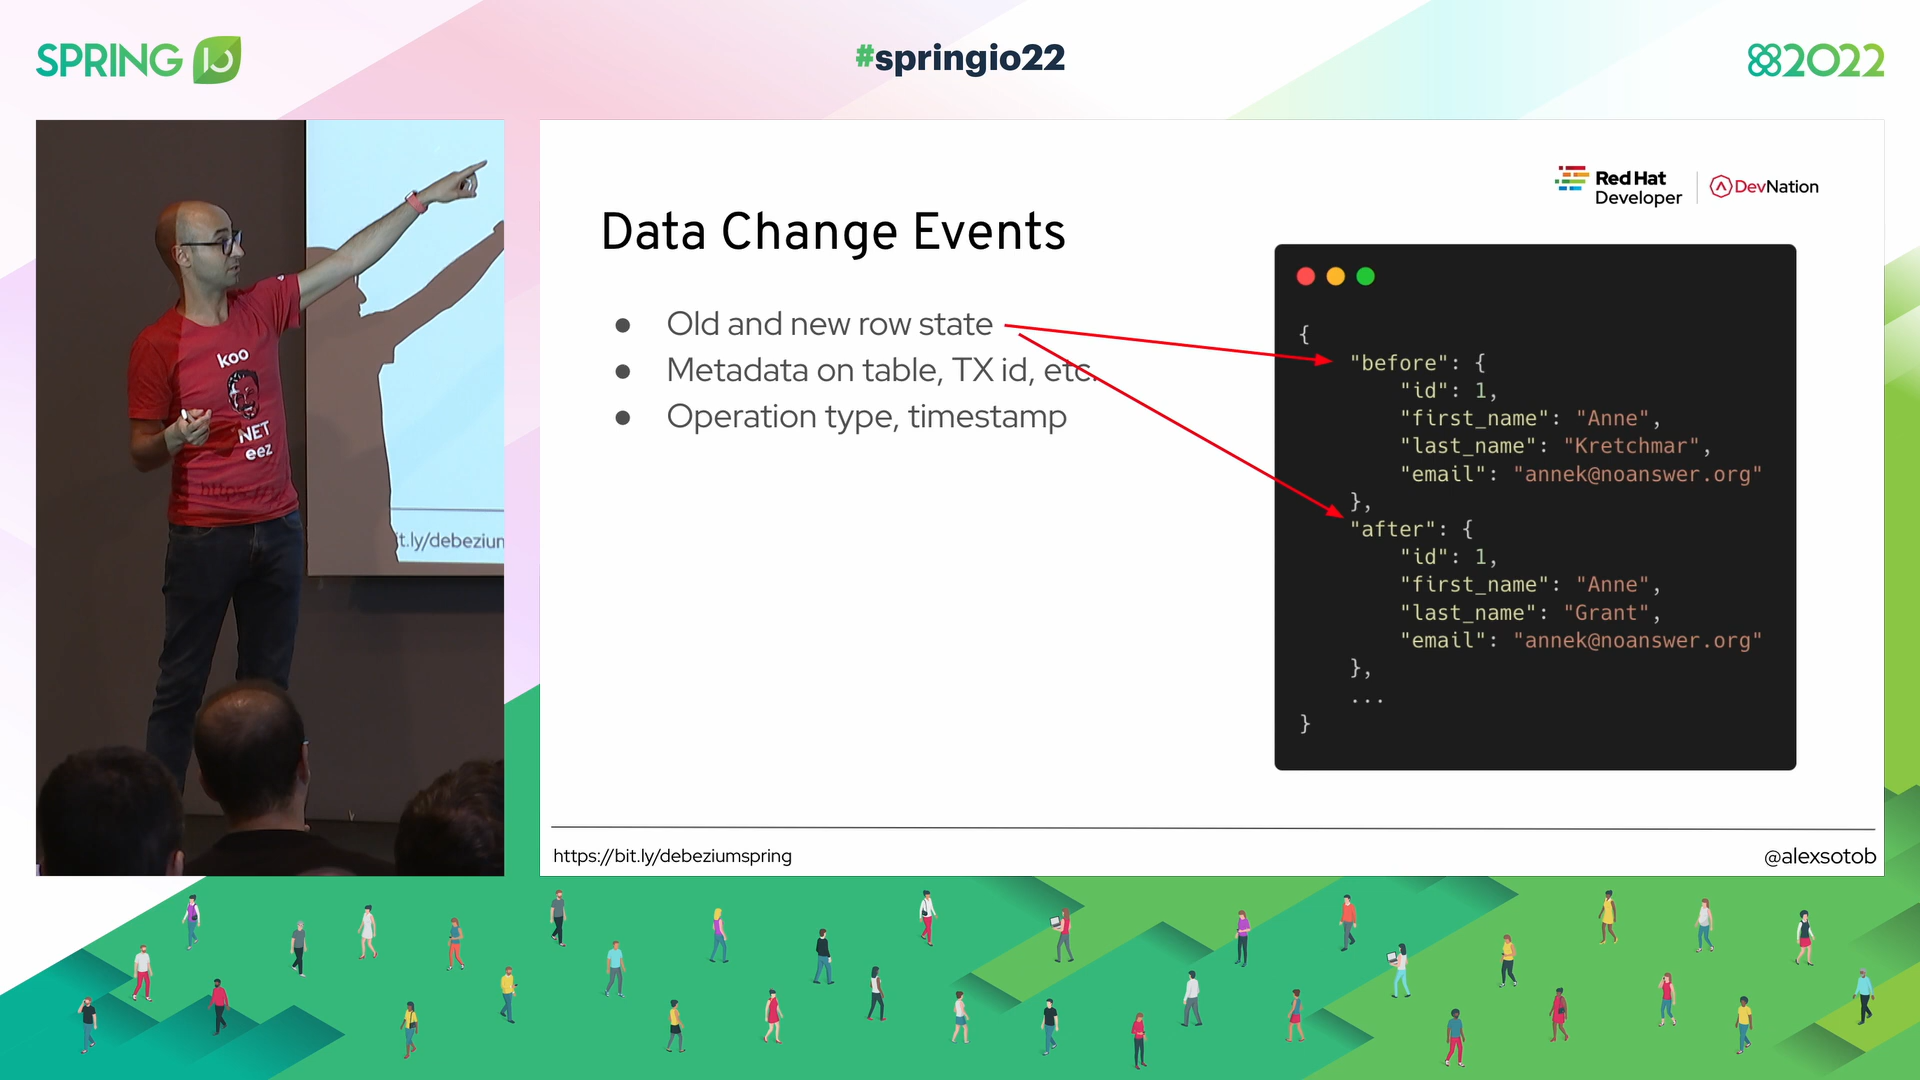 SPRING IO
#springio22
2022
Red Hat
Developer
DevNation
Data Change Events
● Old and new row state
● Metadata on table, TX id, etc.
● Operation type, timestamp
{
"before": {
"id": 1,
"first_name": "Anne",
"last_name": "Kretchmar",
"email": "annek@noanswer.org"
},
"after": {
"id": 1,
"first_name": "Anne",
"last_name": "Grant",
"email": "annek@noanswer.org"
},
...
}
https://bit.ly/debeziumspring
@alexsotob
koo
NET
eez
https://
t.ly/debezium